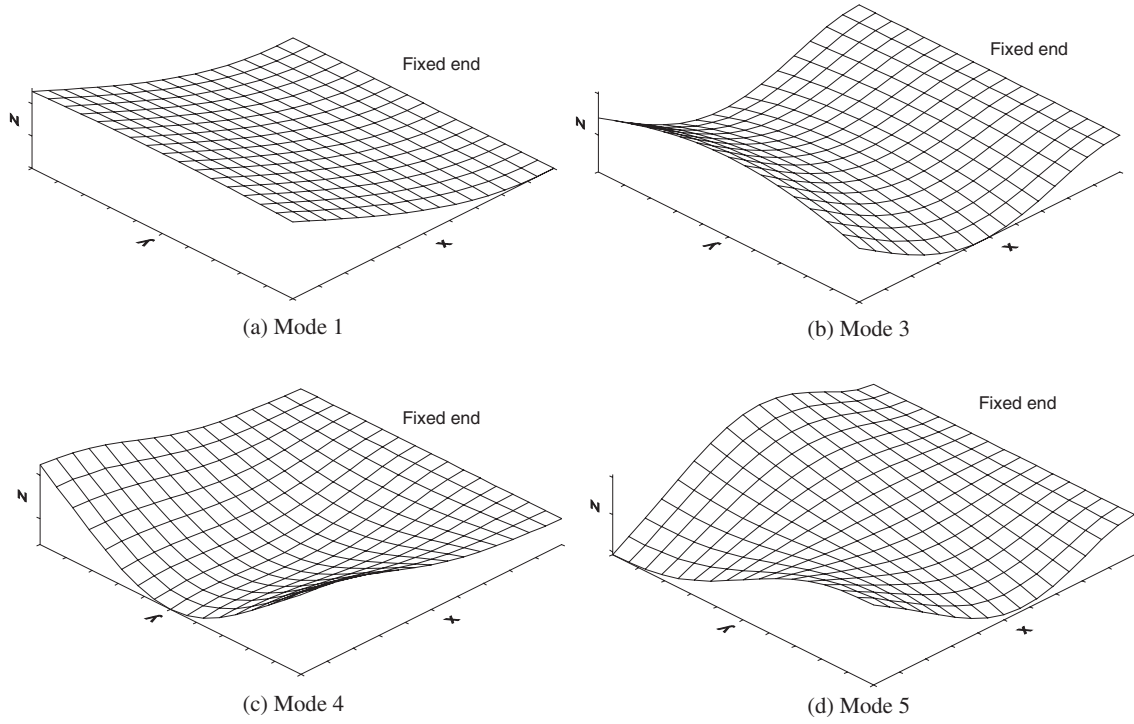 Fixed end
z
y
x
(a) Mode 1
Fixed end
z
y
x
(b) Mode 3
Fixed end
z
y
x
(c) Mode 4
Fixed end
z
y
x
(d) Mode 5